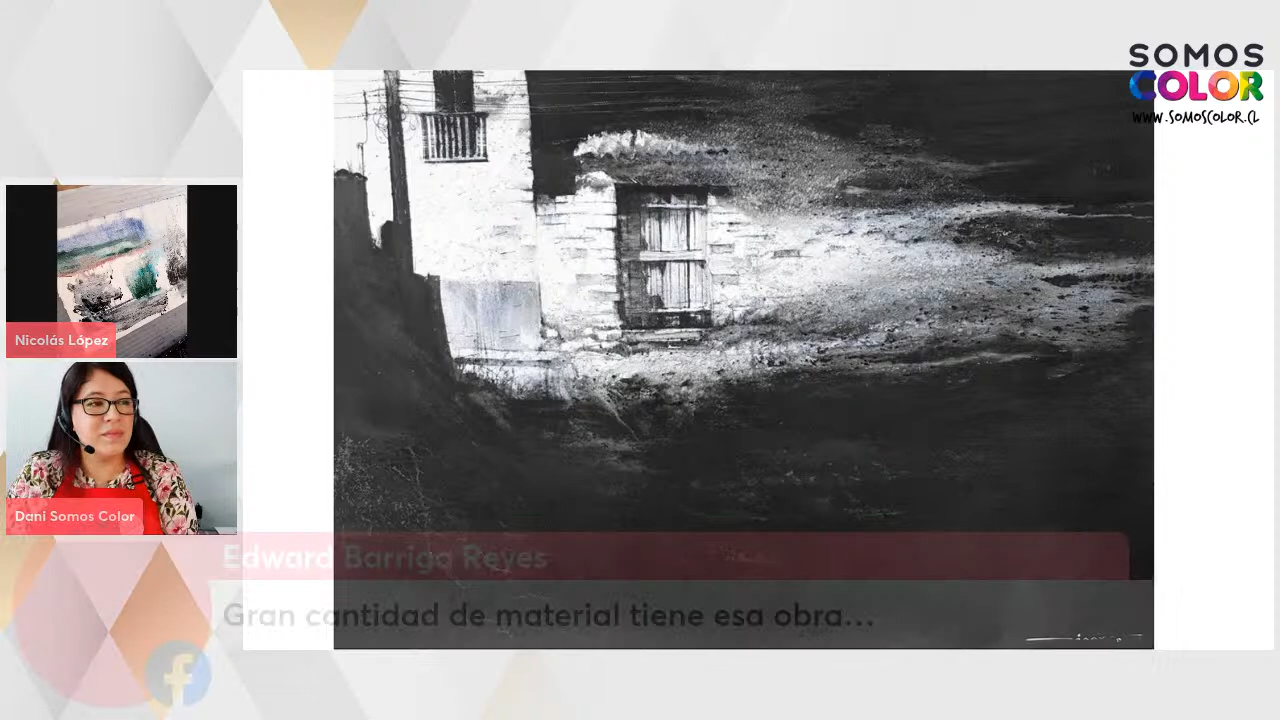 SOMOS
COLOR
www.SOMOSCOLOR.CL
Nicolás López
Dani Somos Color
Edward Barriga Reyes
Gran cantidad de material tiene esa obra...